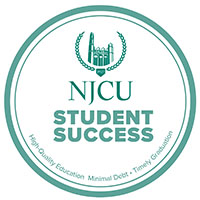 NJCU
STUDENT
SUCCESS
High-Quality Education Minimal Debt • Timely Graduation